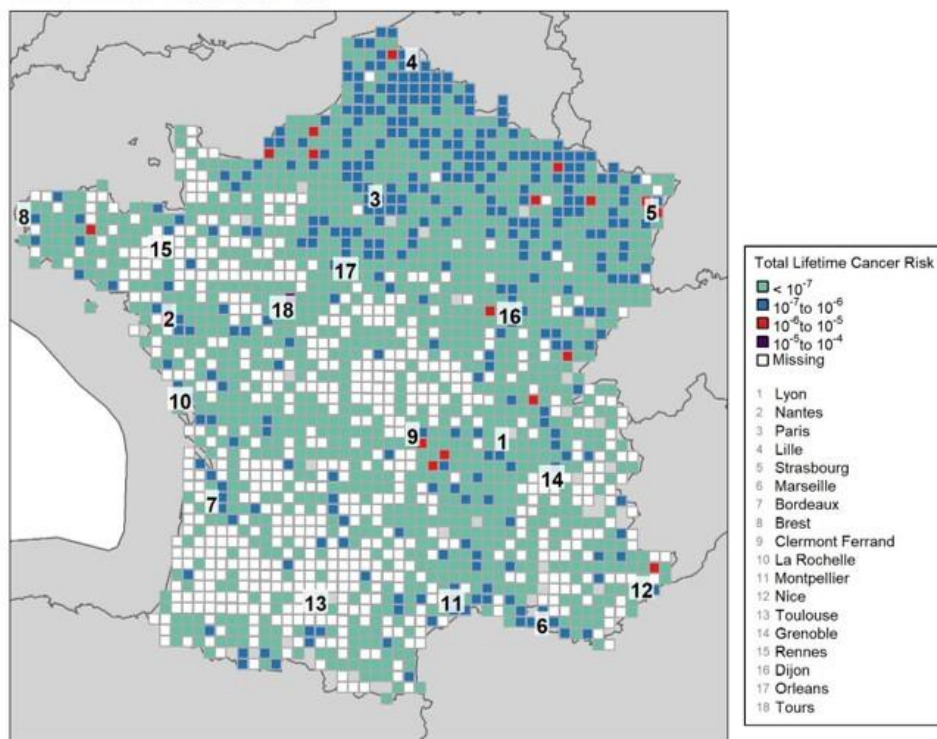 4
3
8
5
15
17
18
16
2
10
9
1
14
7
12
13
11
6
Total Lifetime Cancer Risk
< 10⁻⁷
10⁻⁷to 10⁻⁶
10⁻⁶to 10⁻⁵
10⁻⁵to 10⁻⁴
Missing
1 Lyon
2 Nantes
3 Paris
4 Lille
5 Strasbourg
6 Marseille
7 Bordeaux
8 Brest
9 Clermont Ferrand
10 La Rochelle
11 Montpellier
12 Nice
13 Toulouse
14 Grenoble
15 Rennes
16 Dijon
17 Orleans
18 Tours